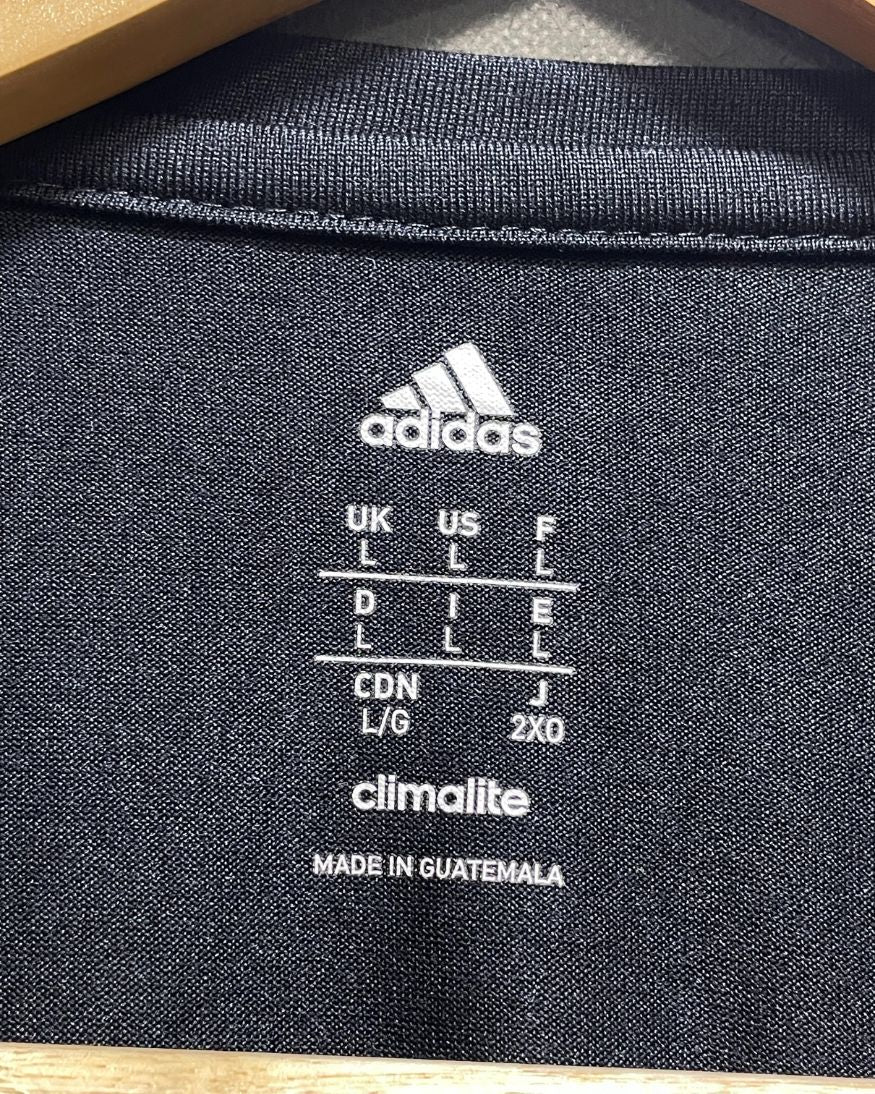 adidas
UK US F
L L L
D I E
L L L
CDN J
L/G 2XO
climalite
MADE IN GUATEMALA